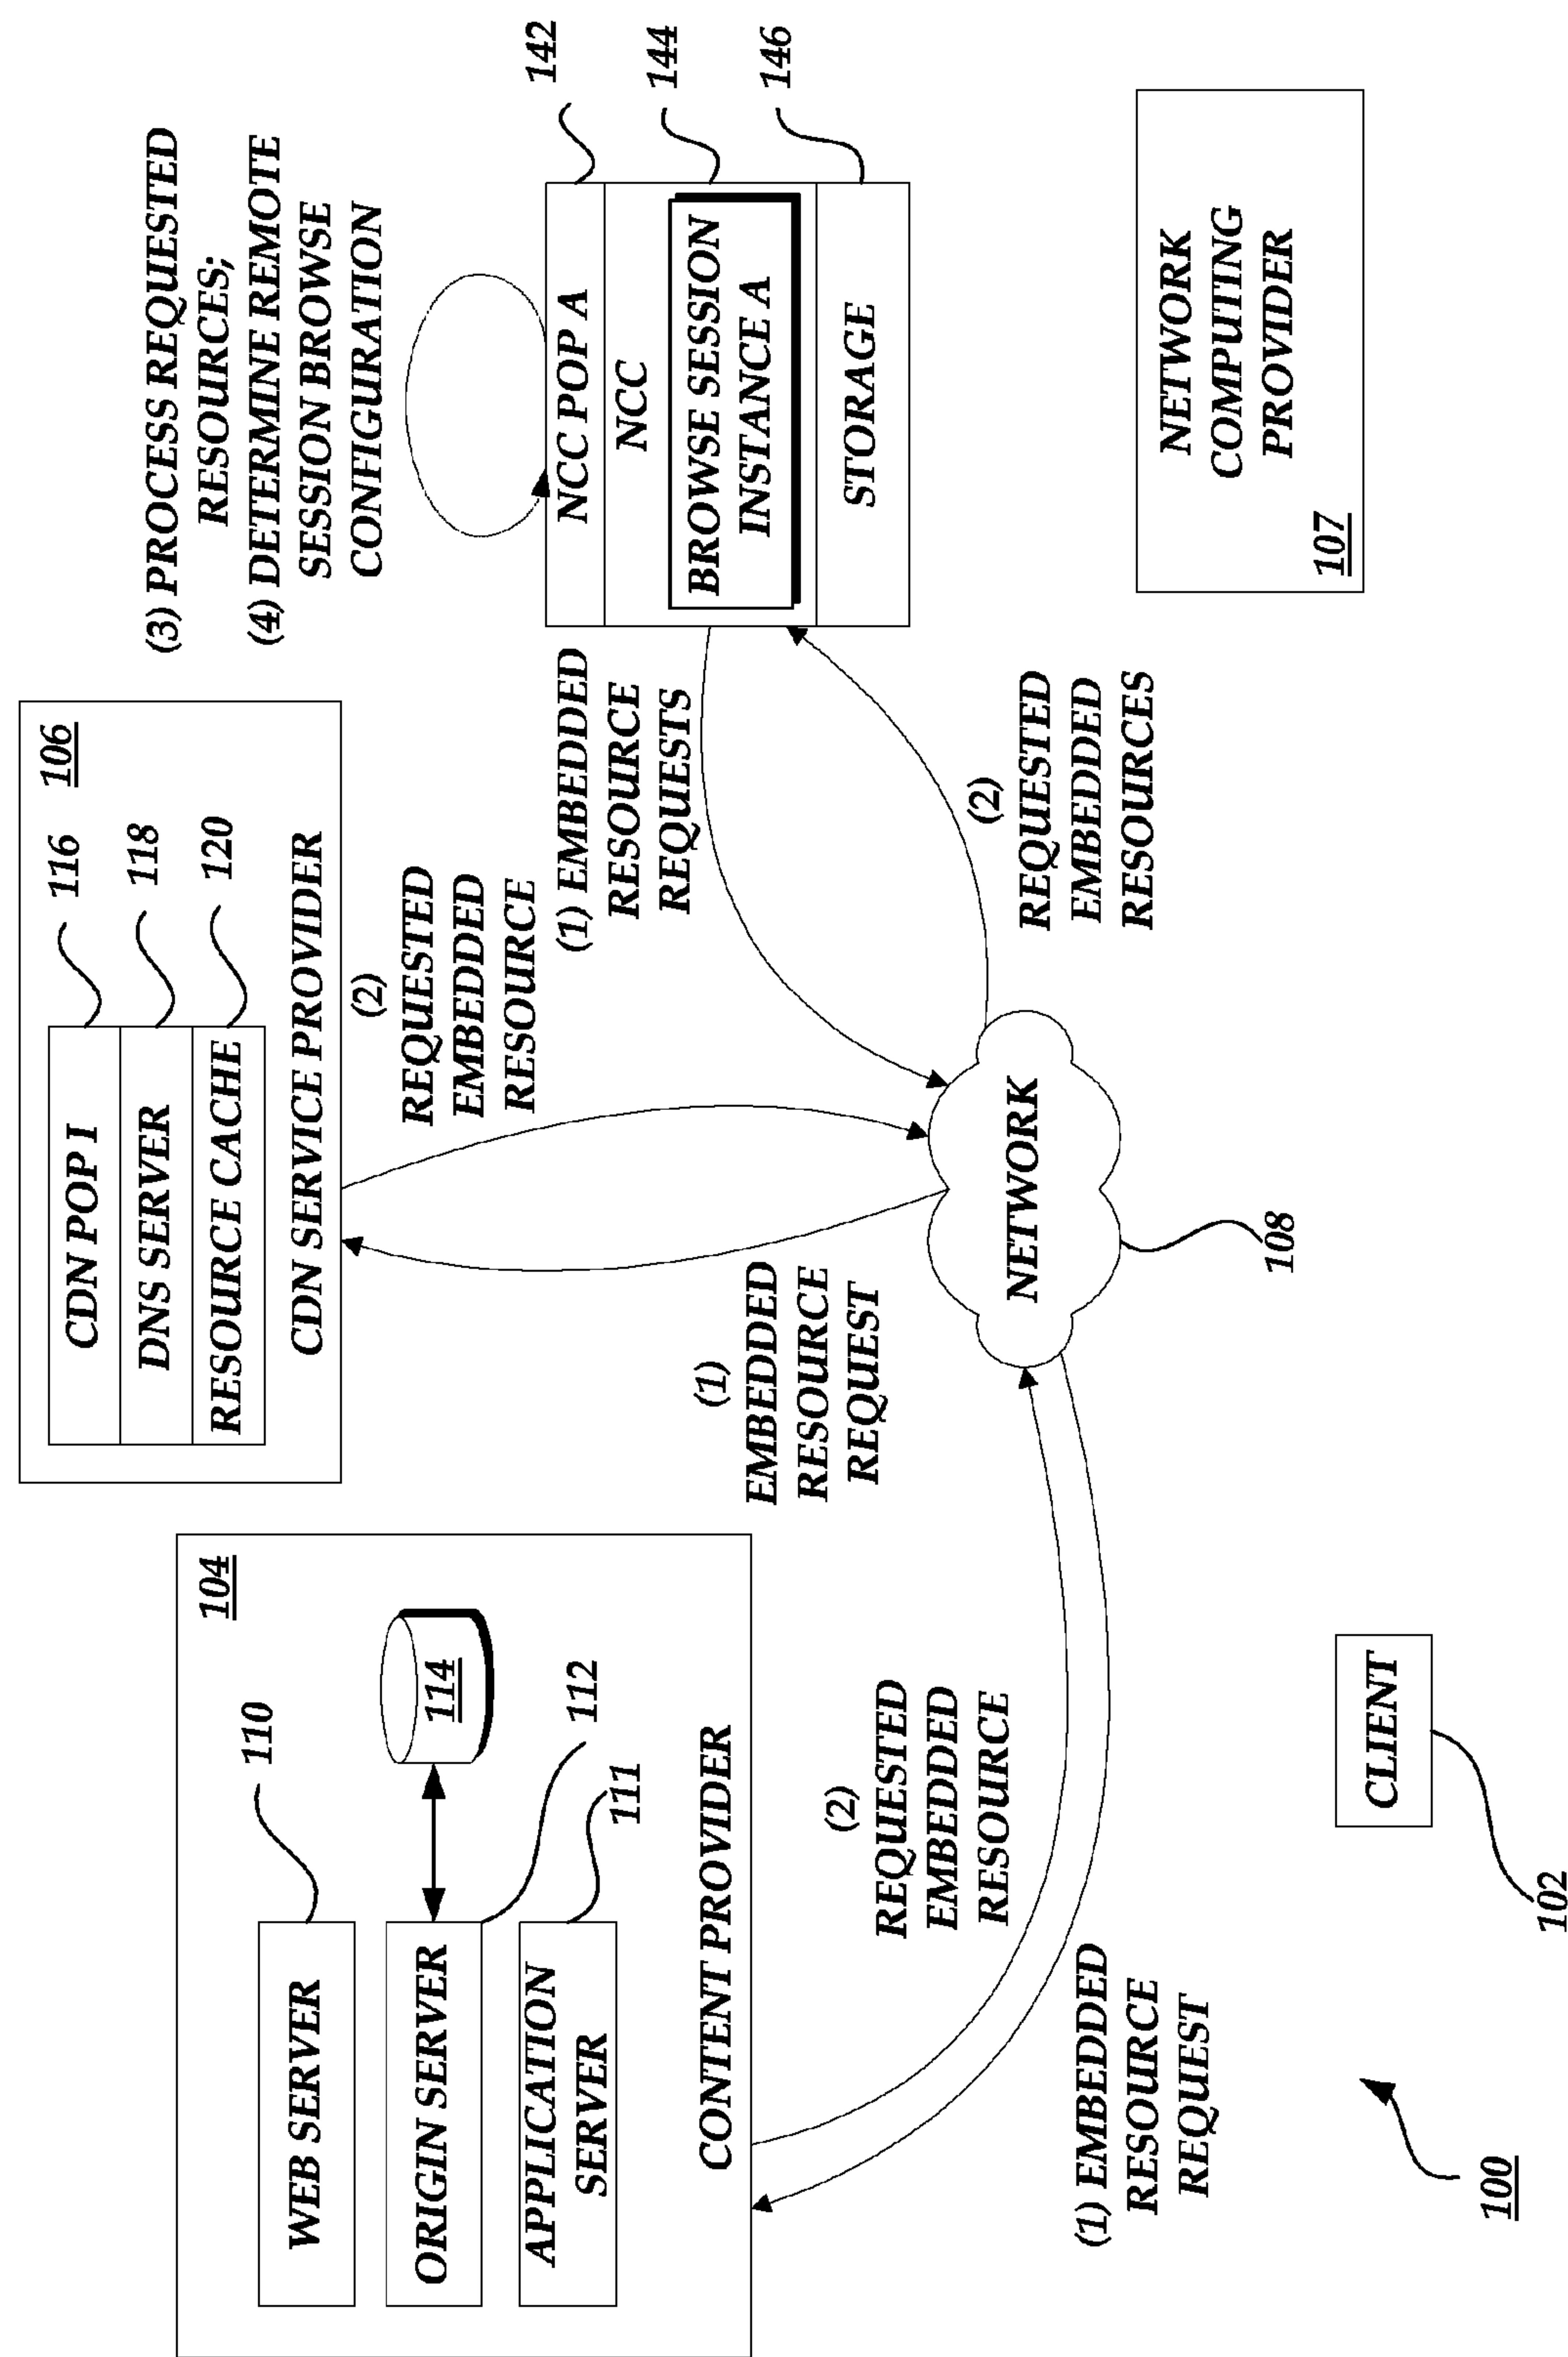 104
WEB SERVER
110
ORIGIN SERVER
114
112
APPLICATION
SERVER
111
CONTENT PROVIDER
106
CDN POP I
116
DNS SERVER
118
RESOURCE CACHE
120
CDN SERVICE PROVIDER
(3) PROCESS REQUESTED
RESOURCES;
(4) DETERMINE REMOTE
SESSION BROWSE
CONFIGURATION
NCC POP A
142
NCC
144
BROWSE SESSION
INSTANCE A
STORAGE
146
(2)
REQUESTED
EMBEDDED
RESOURCE
(1) EMBEDDED
RESOURCE
REQUESTS
(1)
EMBEDDED
RESOURCE
REQUEST
(2)
REQUESTED
EMBEDDED
RESOURCES
(2)
REQUESTED
EMBEDDED
RESOURCE
NETWORK
108
(1) EMBEDDED
RESOURCE
REQUEST
NETWORK
COMPUTING
PROVIDER
107
CLIENT
102
100